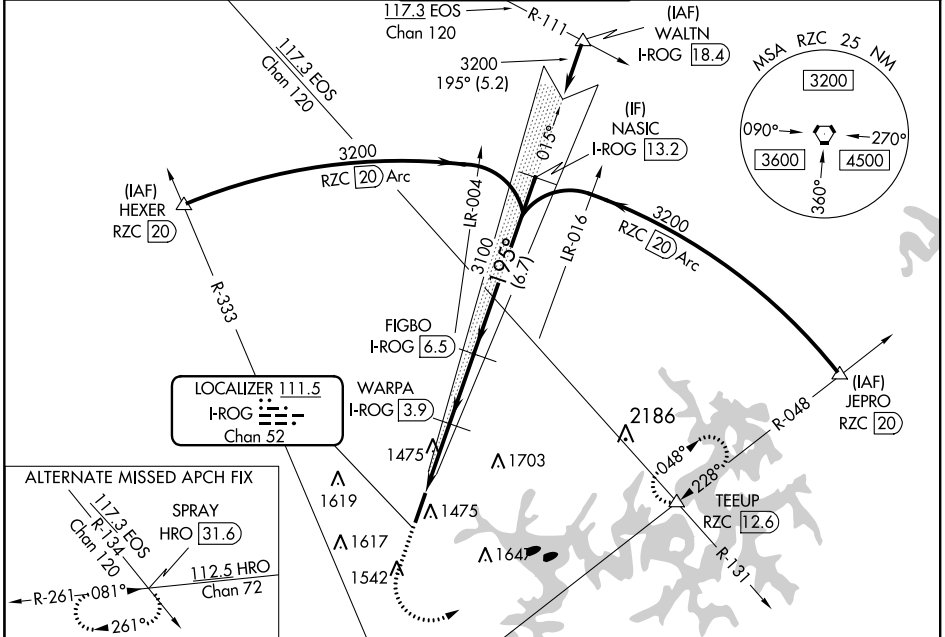 117.3 EOS
Chan 120
R-111
(IAF)
WALTN
I-ROG 18.4
117.3 EOS
Chan 120
3200
195° (5.2)
(IF)
NASIC
I-ROG 13.2
015°
MSA RZC 25 NM
3200
090°
270°
3600
4500
360°
3200
RZC 20 Arc
(IAF)
HEXER
RZC 20
LR-004
3100
195°
(6.7)
LR-016
3200
RZC 20 Arc
R-333
FIGBO
I-ROG 6.5
LOCALIZER 111.5
I-ROG
Chan 52
WARPA
I-ROG 3.9
(IAF)
JEPRO
RZC 20
R-048
2186
048°
228°
TEEUP
RZC 12.6
R-131
1475
1703
1619
1475
1617
1542
ALTERNATE MISSED APCH FIX
117.3 EOS
R-134
Chan 120
SPRAY
HRO 31.6
112.5 HRO
Chan 72
R-261
081°
261°